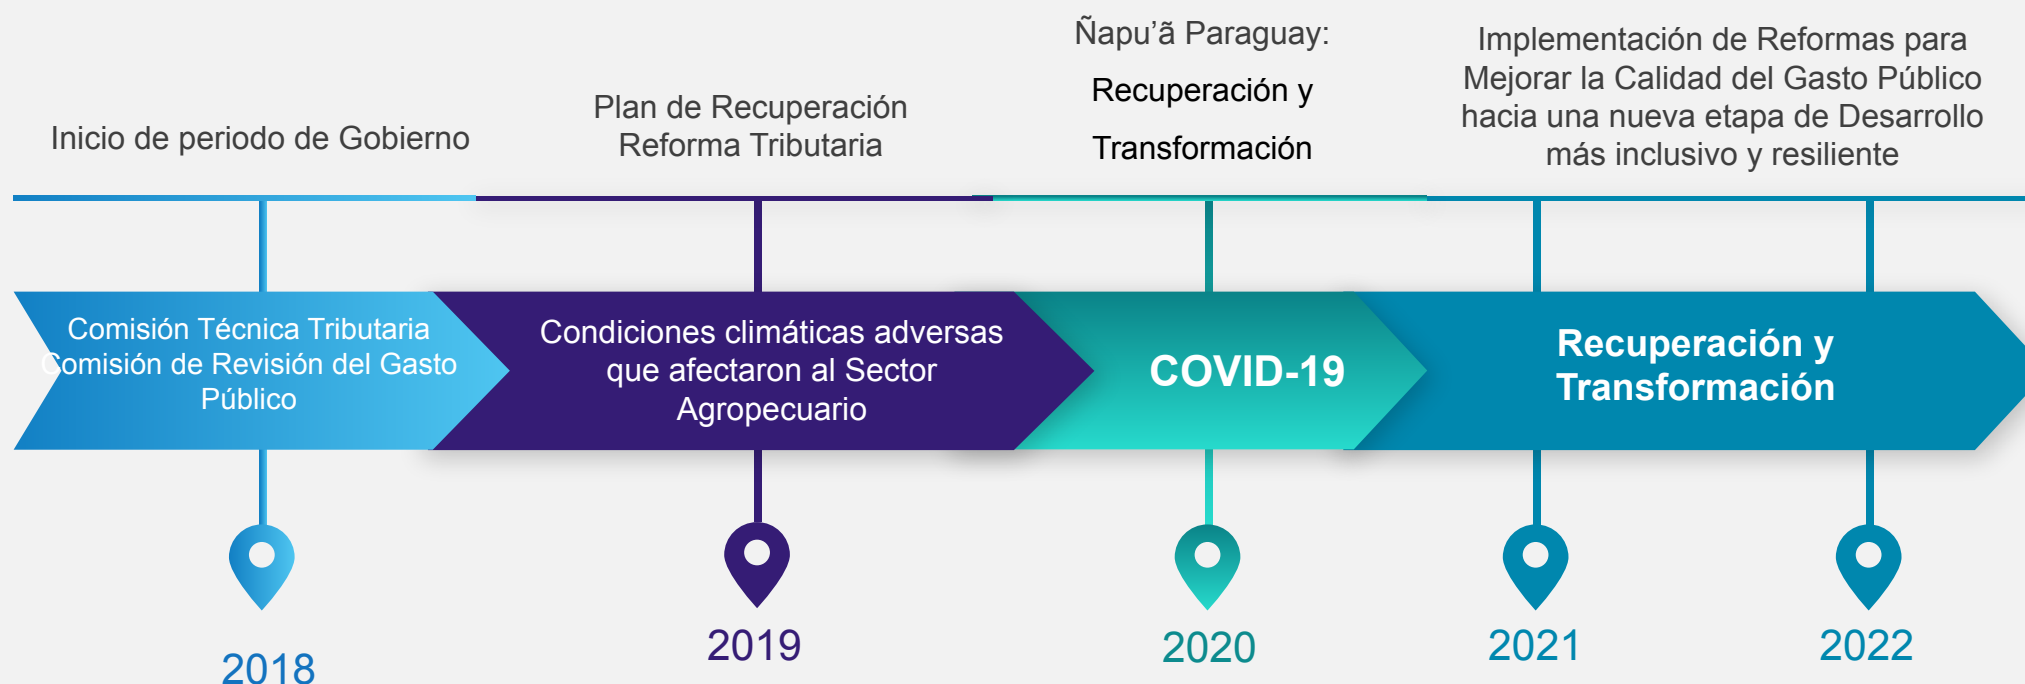 Inicio de periodo de Gobierno
Plan de Recuperación
Reforma Tributaria
Ñapu’ã Paraguay:
Recuperación y
Transformación
Implementación de Reformas para
Mejorar la Calidad del Gasto Público
hacia una nueva etapa de Desarrollo
más inclusivo y resiliente
Comisión Técnica Tributaria
Comisión de Revisión del Gasto
Público
Condiciones climáticas adversas
que afectaron al Sector
Agropecuario
COVID-19
Recuperación y
Transformación
2018
2019
2020
2021
2022